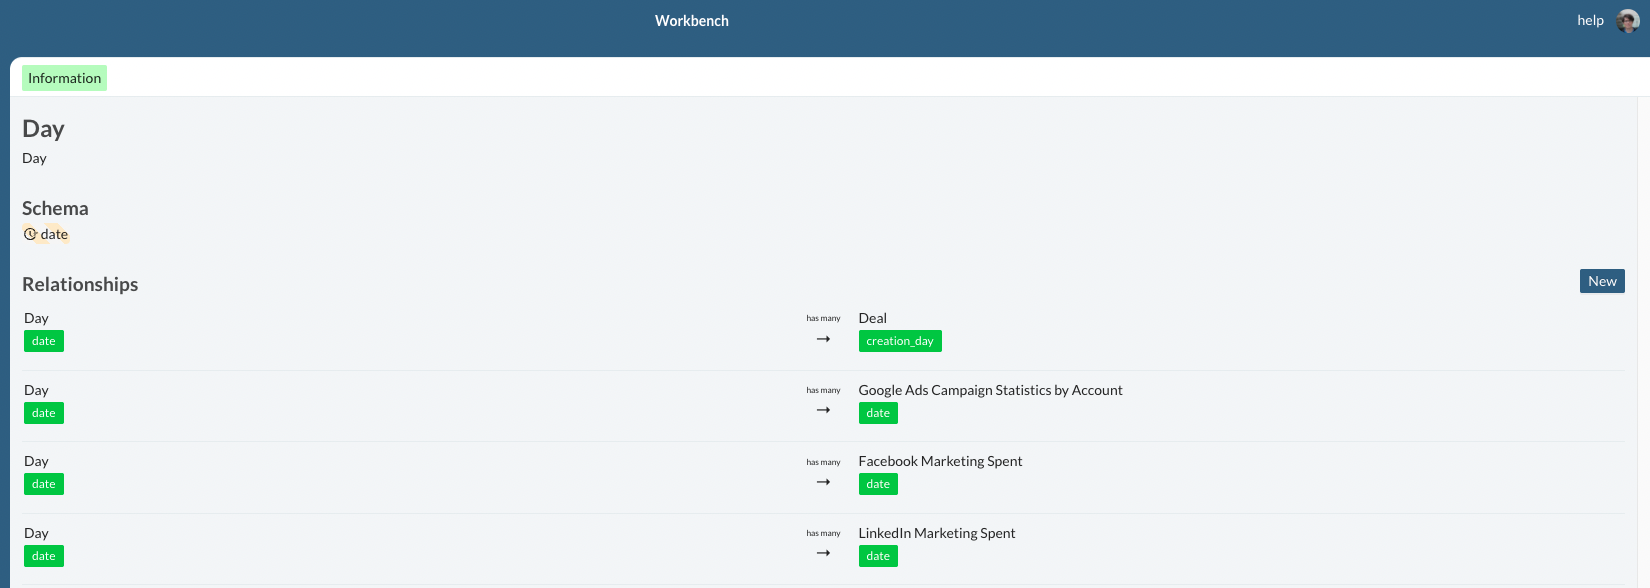 Workbench
help
Information
Day
Day
Schema
date
Relationships
New
Day has many Deal
date → creation_day
Day has many Google Ads Campaign Statistics by Account
date → date
Day has many Facebook Marketing Spent
date → date
Day has many LinkedIn Marketing Spent
date → date